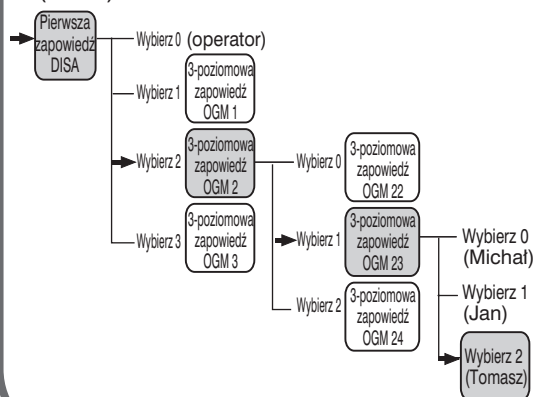 Pierwsza
zapowiedź
DISA
Wybierz 0 (operator)
Wybierz 1
3-poziomowa
zapowiedź
OGM 1
Wybierz 2
3-poziomowa
zapowiedź
OGM 2
Wybierz 3
3-poziomowa
zapowiedź
OGM 3
Wybierz 0
3-poziomowa
zapowiedź
OGM 22
Wybierz 1
3-poziomowa
zapowiedź
OGM 23
Wybierz 2
3-poziomowa
zapowiedź
OGM 24
Wybierz 0
(Michał)
Wybierz 1
(Jan)
Wybierz 2
(Tomasz)